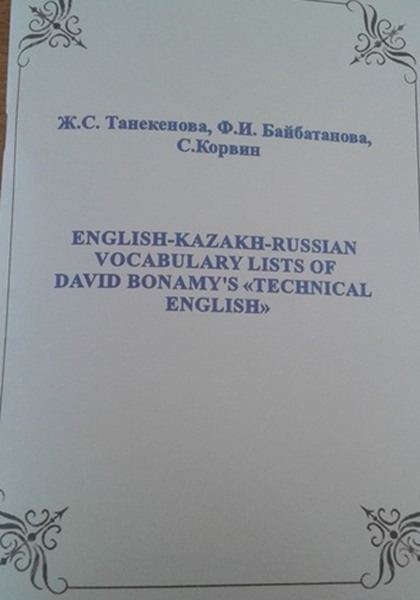 Ж.С. Танекенова, Ф.И. Байбатанова,
С.Корвин
ENGLISH-KAZAKH-RUSSIAN
VOCABULARY LISTS OF
DAVID BONAMY'S «TECHNICAL
ENGLISH»